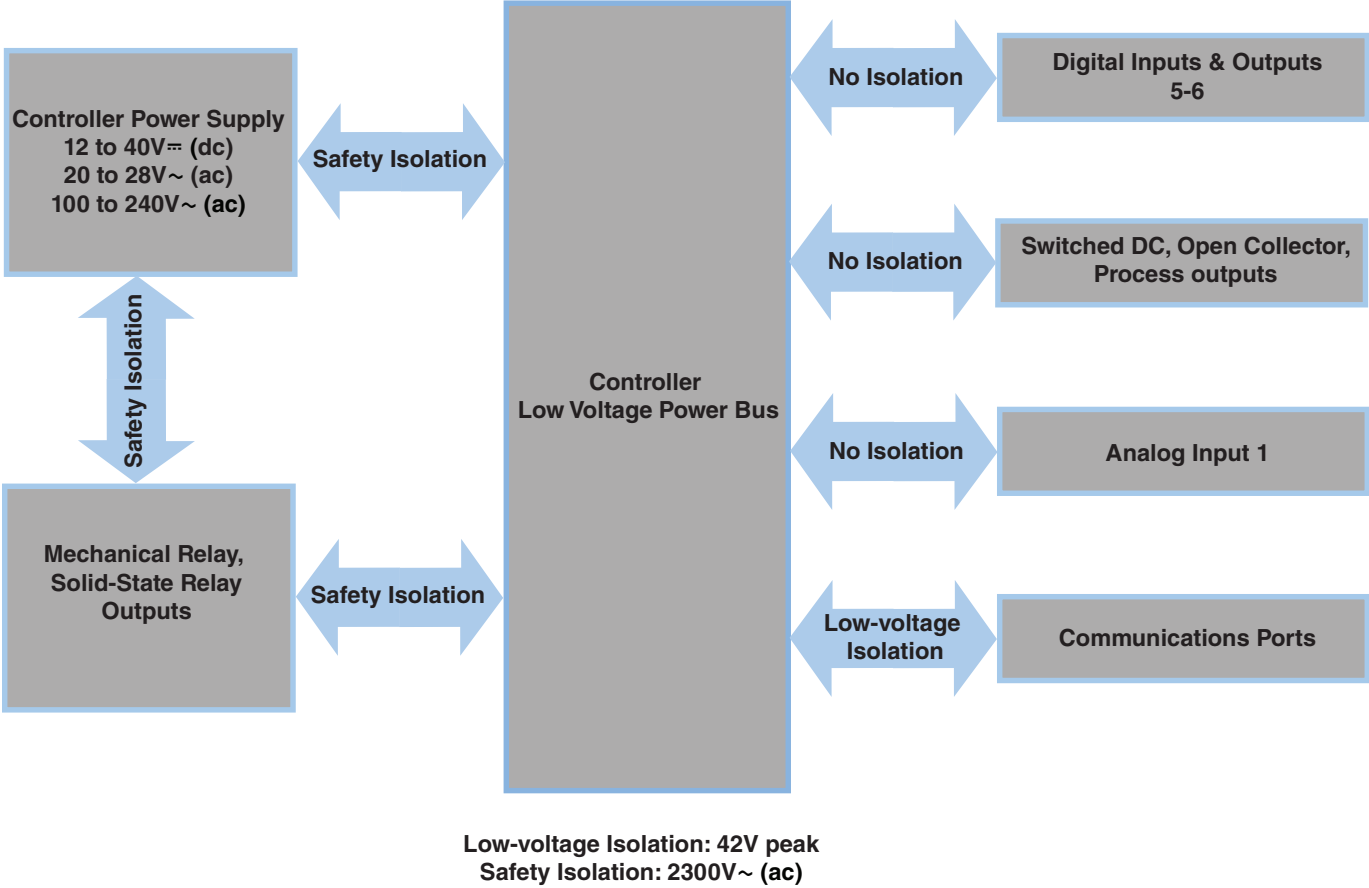 Controller Power Supply
12 to 40V⎓ (dc)
20 to 28V~ (ac)
100 to 240V~ (ac)
Safety Isolation
Safety Isolation
Mechanical Relay,
Solid-State Relay
Outputs
Safety Isolation
Controller
Low Voltage Power Bus
No Isolation
Digital Inputs & Outputs
5-6
No Isolation
Switched DC, Open Collector,
Process outputs
No Isolation
Analog Input 1
Low-voltage
Isolation
Communications Ports
Low-voltage Isolation: 42V peak
Safety Isolation: 2300V~ (ac)